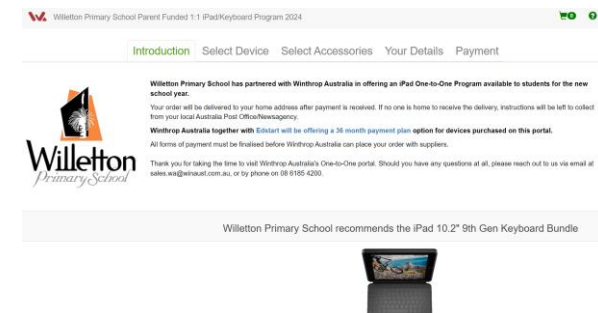 Willetton Primary School Parent Funded 1:1 iPad/Keyboard Program 2024
0
Introduction Select Device Select Accessories Your Details Payment
Willetton Primary School has partnered with Winthrop Australia in offering an iPad One-to-One Program available to students for the new
school year.
Your order will be delivered to your home address after payment is received. If no one is home to receive the delivery, instructions will be left to collect
from your local Australia Post Office/Newsagency.
Winthrop Australia together with Edstart will be offering a 36 month payment plan option for devices purchased on this portal.
All forms of payment must be finalised before Winthrop Australia can place your order with suppliers.
Thank you for taking the time to visit Winthrop Australia's One-to-One portal. Should you have any questions at all, please reach out to us via email at
sales.wa@winaust.com.au, or by phone on 08 6185 4200.
Willetton
Primary School
Willetton Primary School recommends the iPad 10.2" 9th Gen Keyboard Bundle